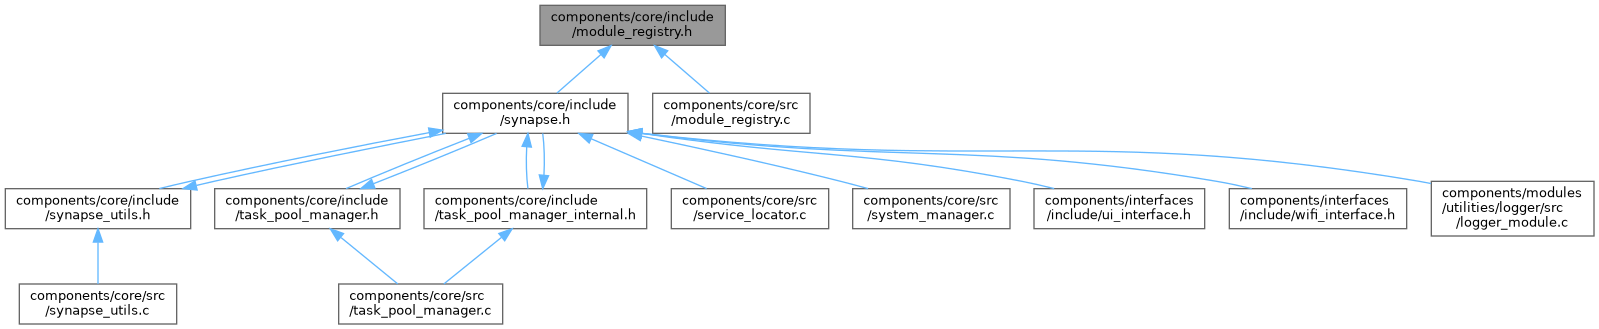 components/core/include
/module_registry.h
components/core/include
/synapse.h
components/core/src
/module_registry.c
components/core/include
/synapse_utils.h
components/core/include
/task_pool_manager.h
components/core/include
/task_pool_manager_internal.h
components/core/src
/service_locator.c
components/core/src
/system_manager.c
components/interfaces
/include/ui_interface.h
components/interfaces
/include/wifi_interface.h
components/modules
/utilities/logger/src
/logger_module.c
components/core/src
/synapse_utils.c
components/core/src
/task_pool_manager.c